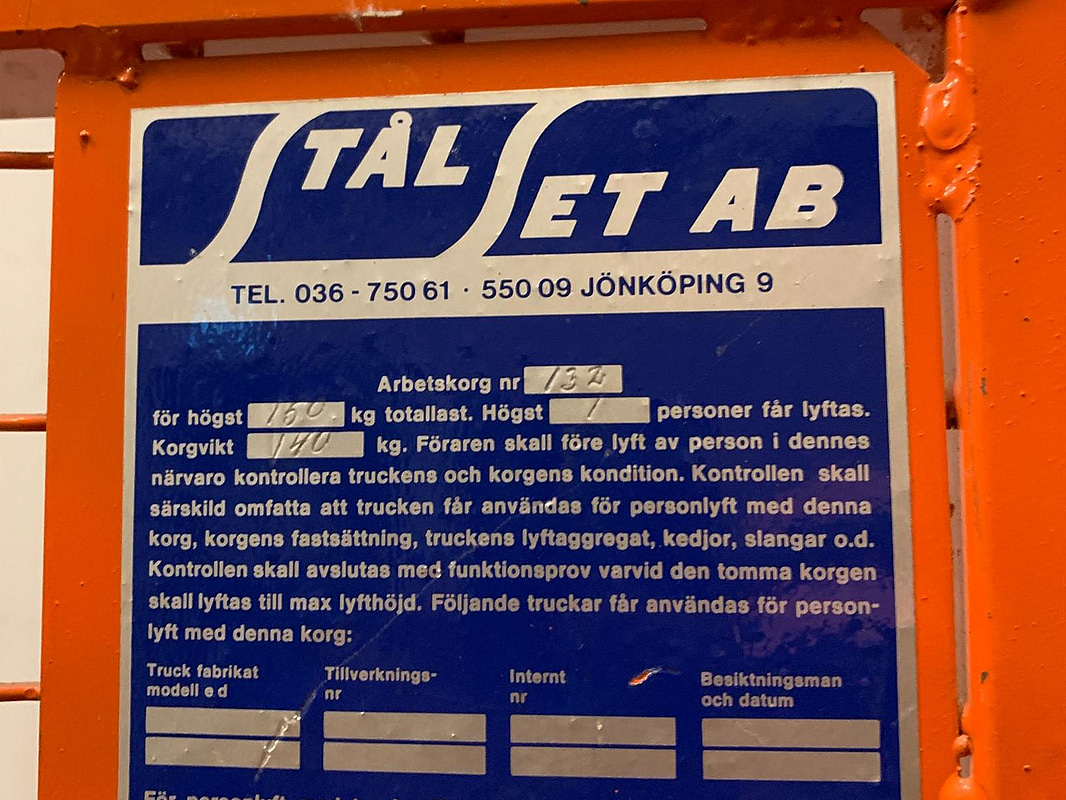 STÅL SET AB
TEL. 036 - 750 61 · 550 09 JÖNKÖPING 9
Arbetskorg nr 132
för högst 150 kg totallast. Högst 1 personer får lyftas.
Korgvikt 140 kg. Föraren skall före lyft av person i dennes
närvaro kontrollera truckens och korgens kondition. Kontrollen skall
särskild omfatta att trucken får användas för personlyft med denna
korg, korgens fastsättning, truckens lyftaggregat, kedjor, slangar o.d.
Kontrollen skall avslutas med funktionsprov varvid den tomma korgen
skall lyftas till max lyfthöjd. Följande truckar får användas för person-
lyft med denna korg:
Truck fabrikat modell e d
Tillverknings- nr
Internt nr
Besiktningsman och datum